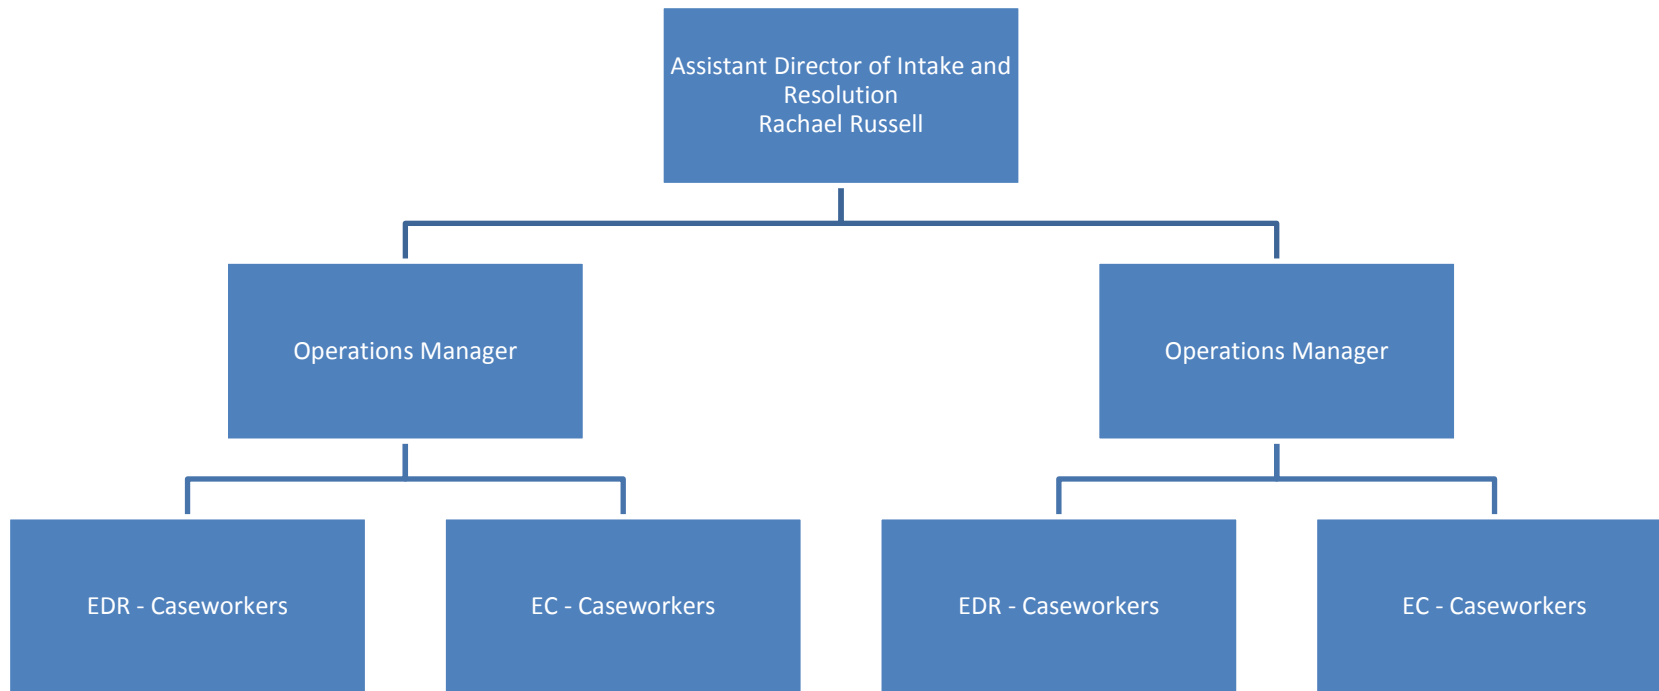 Assistant Director of Intake and
Resolution
Rachael Russell
Operations Manager
Operations Manager
EDR - Caseworkers
EC - Caseworkers
EDR - Caseworkers
EC - Caseworkers